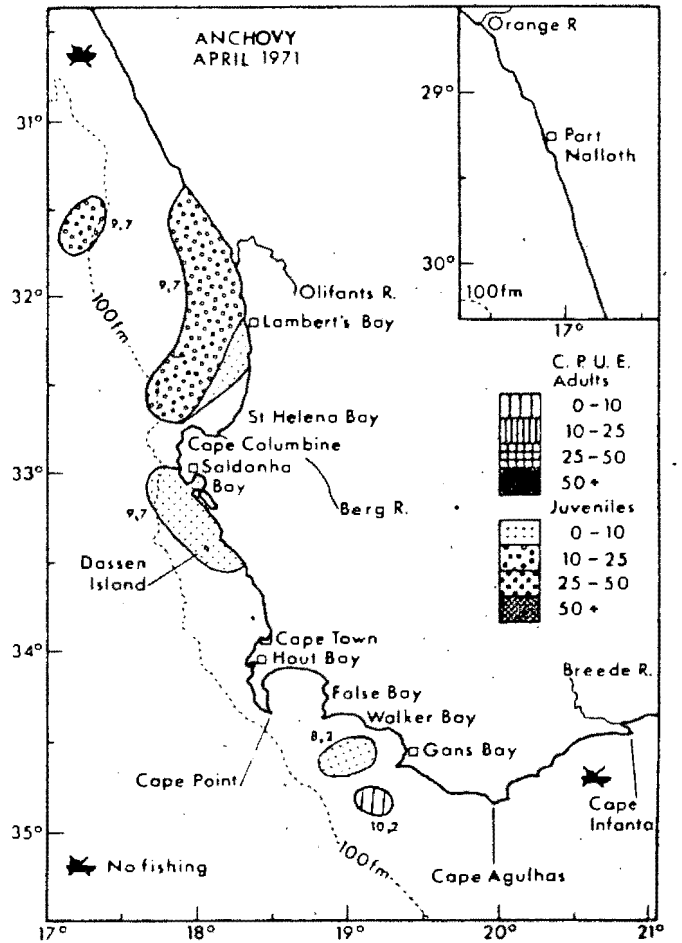 ANCHOVY
APRIL 1971
Orange R
29°
Part
Nolloth
30°
100fm
17°
31°
9,7
9,7
32°
100fm
Olifants R.
Lambert's Bay
C. P. U. E.
Adults
0-10
10-25
25-50
50+
Juveniles
0-10
10-25
25-50
50+
St Helena Bay
Cape Columbine
Saldanha
Bay
33°
9,7
Berg R.
Dassen
Island
34°
Cape Town
Hout Bay
False Bay
Walker Bay
Breede R.
8,2
Gans Bay
Cape Point
10,2
Cape
Infanta
35°
100fm
No fishing
Cape Agulhas
36°
17°
18°
19°
20°
21°